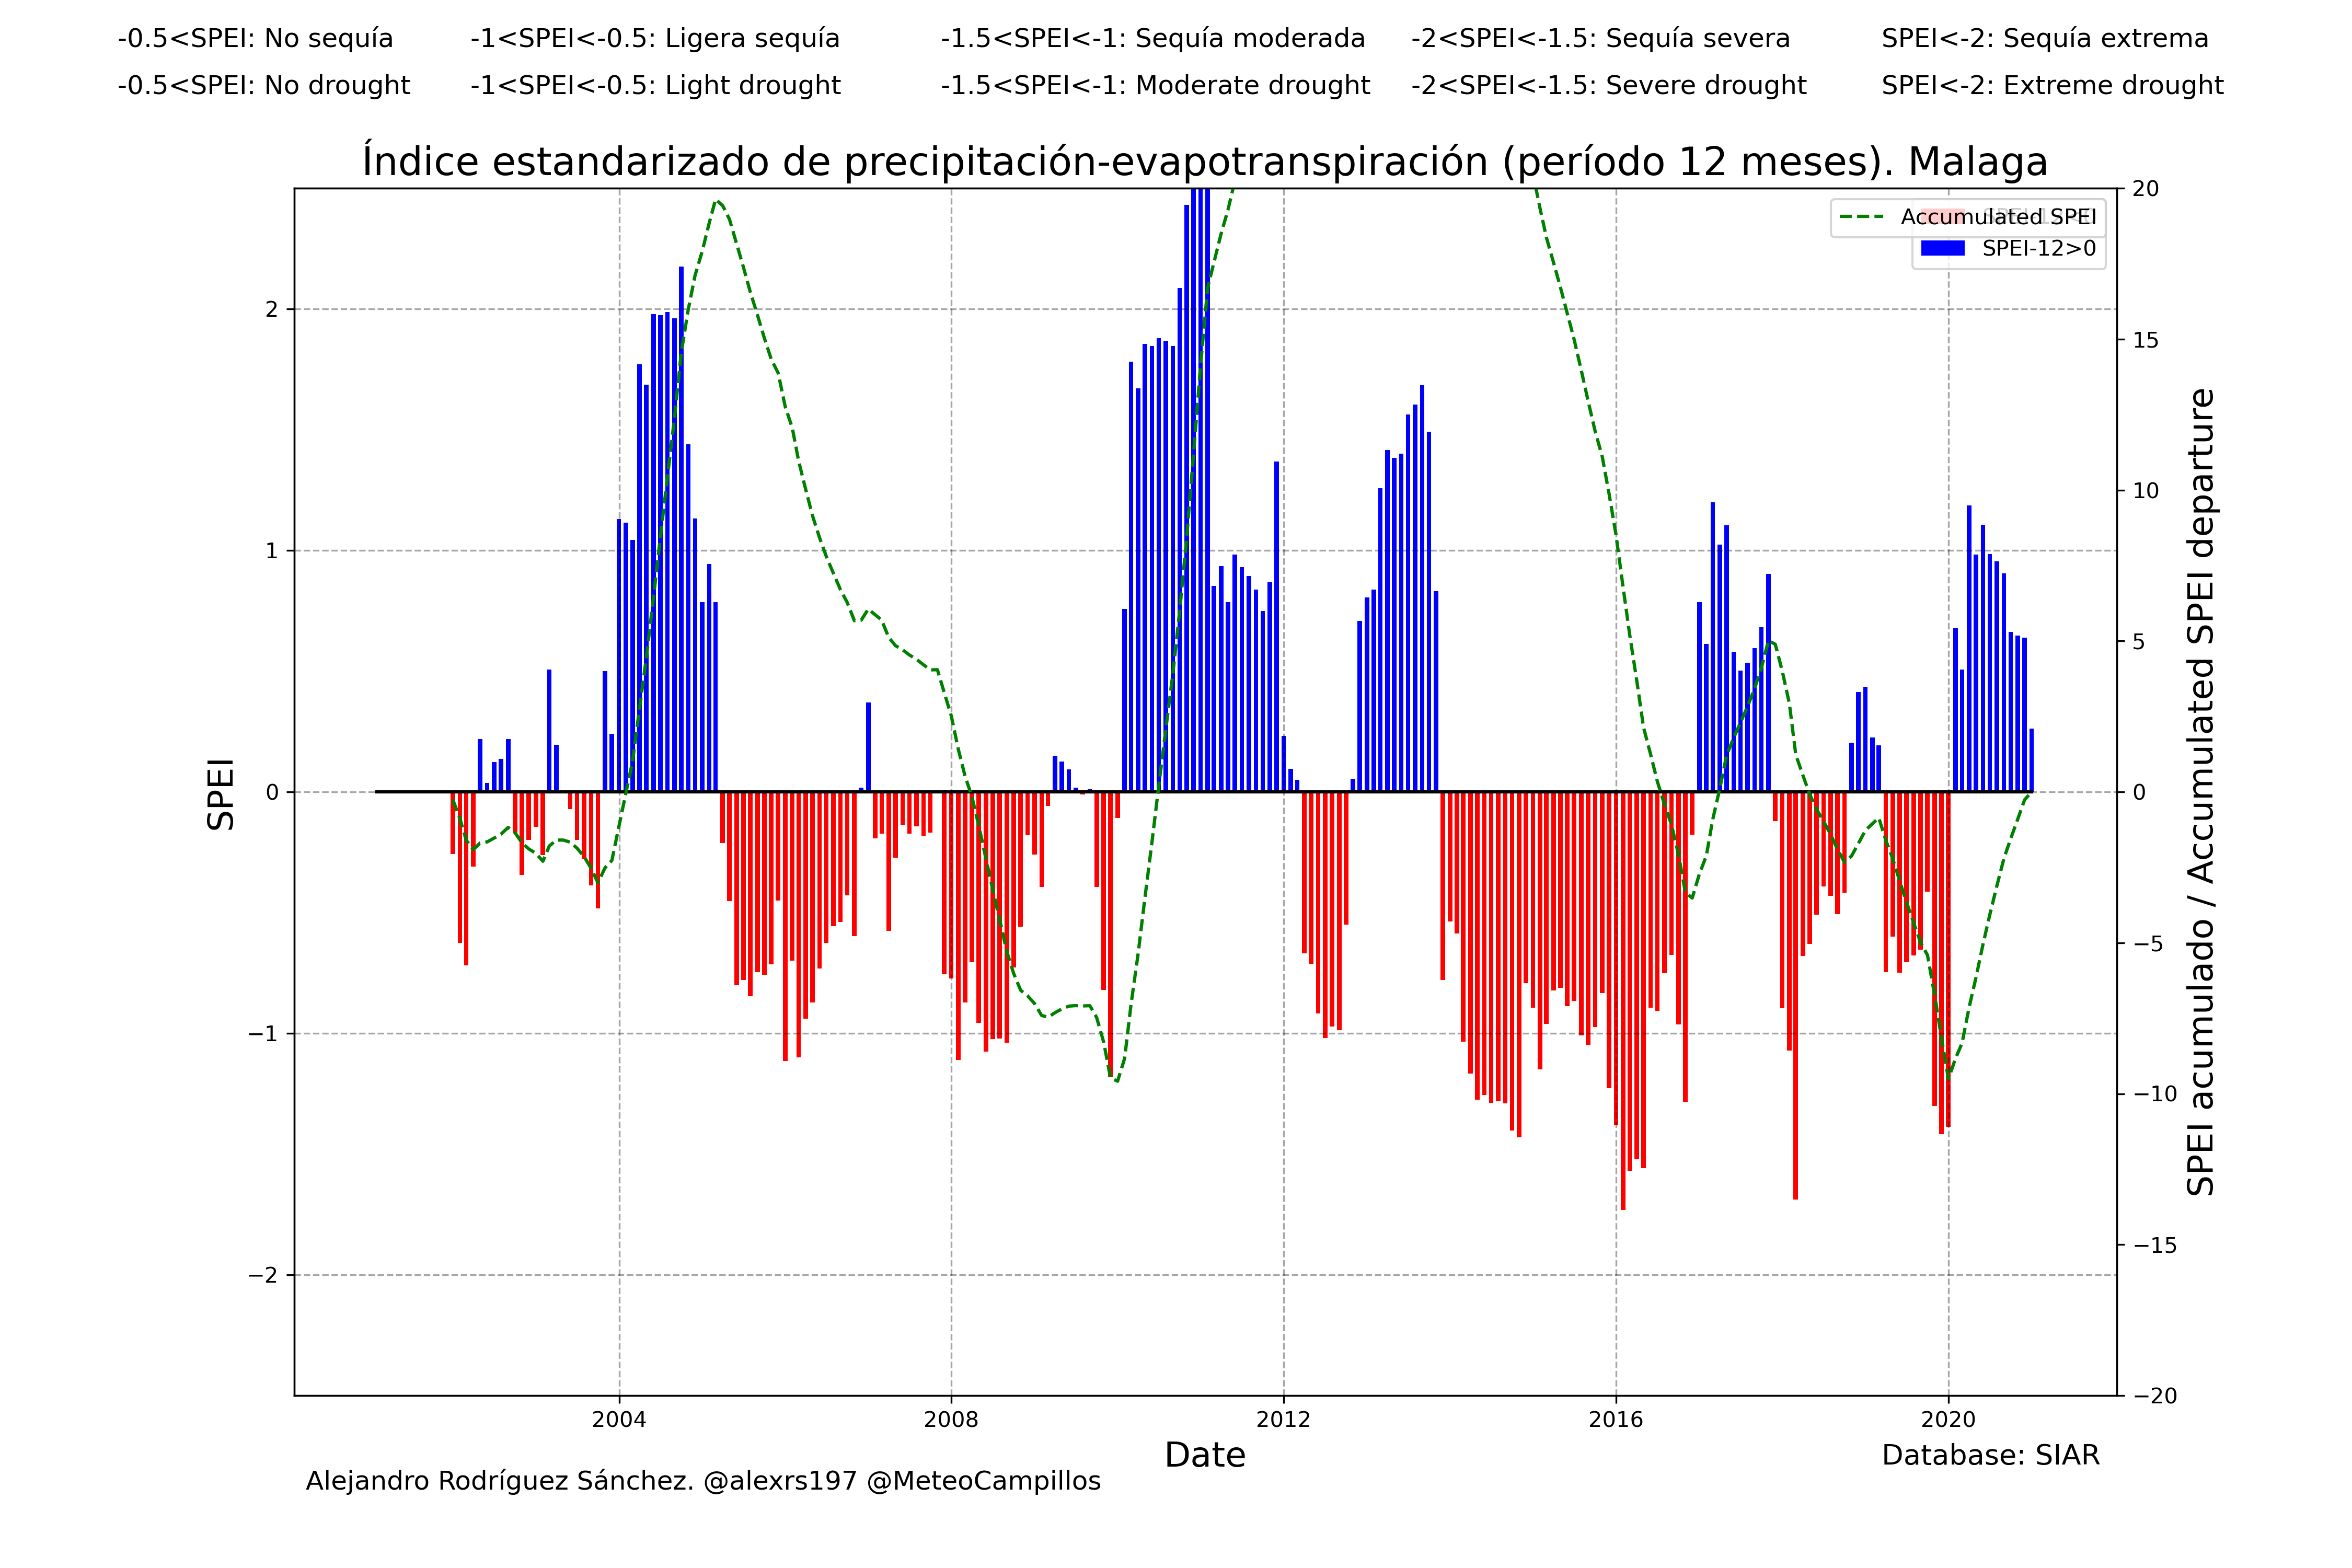 -0.5<SPEI: No sequía -1<SPEI<-0.5: Ligera sequía -1.5<SPEI<-1: Sequía moderada -2<SPEI<-1.5: Sequía severa SPEI<-2: Sequía extrema
-0.5<SPEI: No drought -1<SPEI<-0.5: Light drought -1.5<SPEI<-1: Moderate drought -2<SPEI<-1.5: Severe drought SPEI<-2: Extreme drought
Índice estandarizado de precipitación-evapotranspiración (período 12 meses). Malaga
Accumulated SPEI
SPEI-12>0
SPEI
2
1
0
−1
−2
20
15
10
5
0
−5
−10
−15
−20
SPEI acumulado / Accumulated SPEI departure
2004 2008 2012 2016 2020
Date
Database: SIAR
Alejandro Rodríguez Sánchez. @alexrs197 @MeteoCampillos